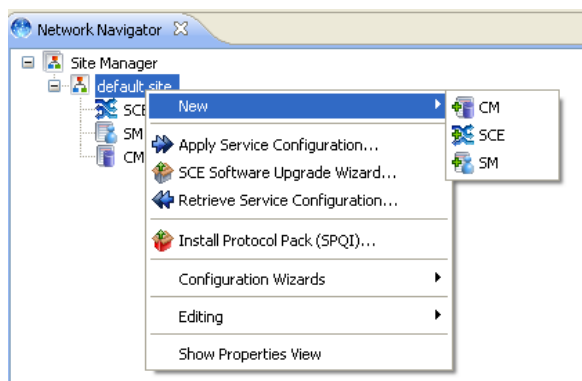 Network Navigator
Site Manager
default site
SCE
SM
CM
New
Apply Service Configuration...
SCE Software Upgrade Wizard...
Retrieve Service Configuration...
Install Protocol Pack (SPQI)...
Configuration Wizards
Editing
Show Properties View
CM
SCE
SM